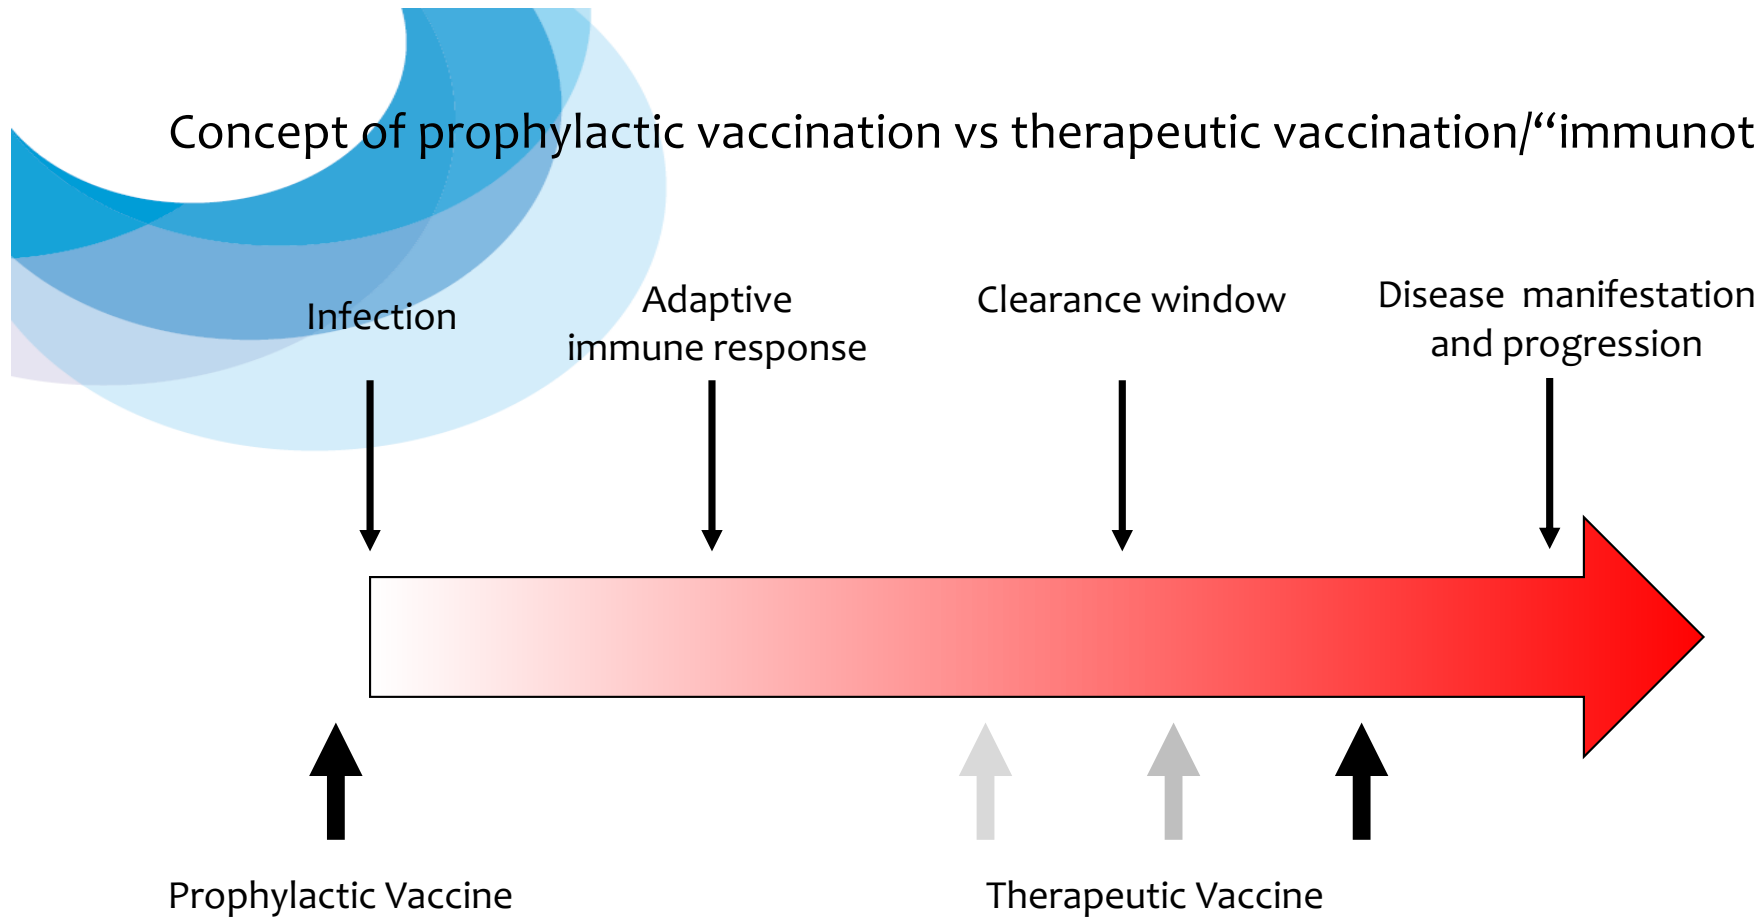 Concept of prophylactic vaccination vs therapeutic vaccination/“immunot
Infection
Adaptive
immune response
Clearance window
Disease manifestation
and progression
Prophylactic Vaccine
Therapeutic Vaccine